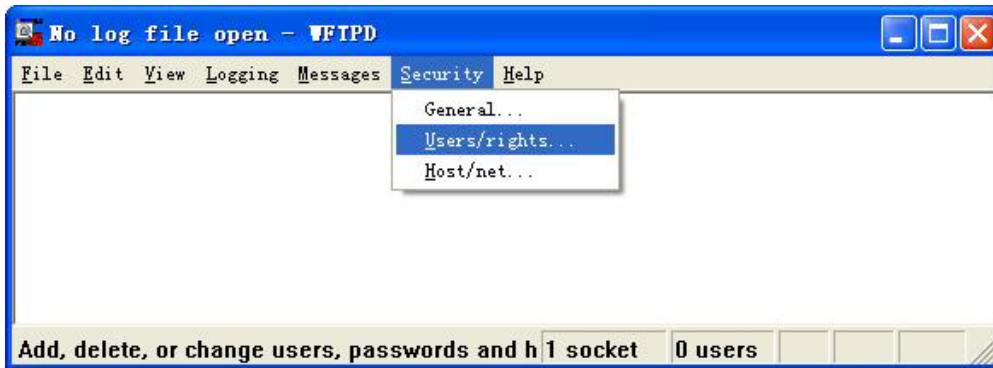 No log file open - WFTPD
File Edit View Logging Messages Security Help
General...
Users/rights...
Host/net...
Add, delete, or change users, passwords and h 1 socket 0 users